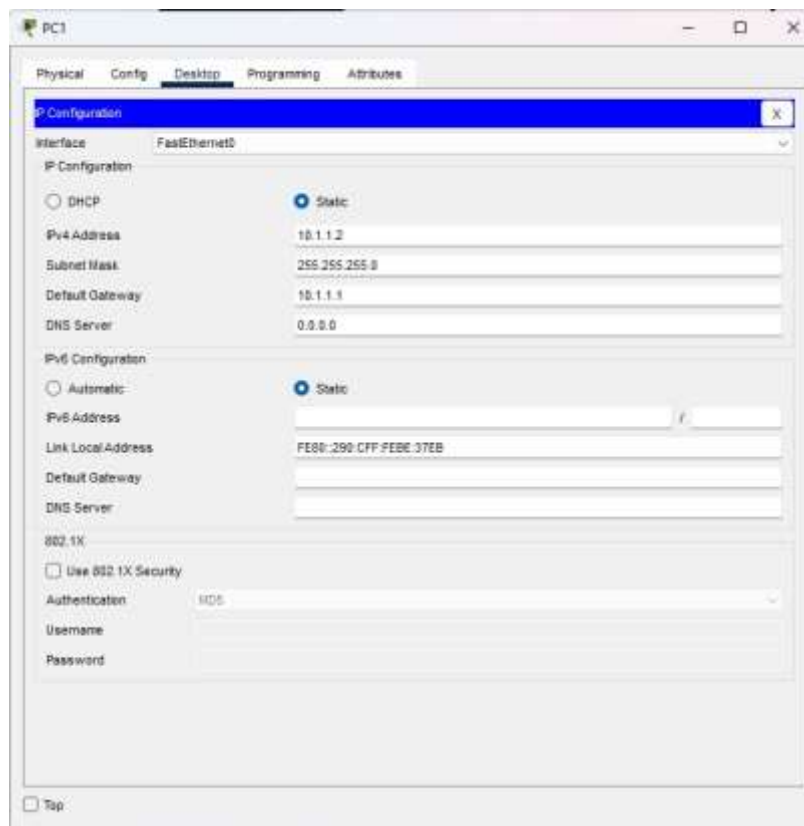 PC1
Physical Config Desktop Programming Attributes
IP Configuration X
Interface FastEthernet0
IP Configuration
DHCP Static
IPv4 Address 10.1.1.2
Subnet Mask 255.255.255.0
Default Gateway 10.1.1.1
DNS Server 0.0.0.0
IPv6 Configuration
Automatic Static
IPv6 Address /
Link Local Address FE80::290:CFF:FEBE:37EB
Default Gateway
DNS Server
802.1X
Use 802.1X Security
Authentication MD5
Username
Password
Top